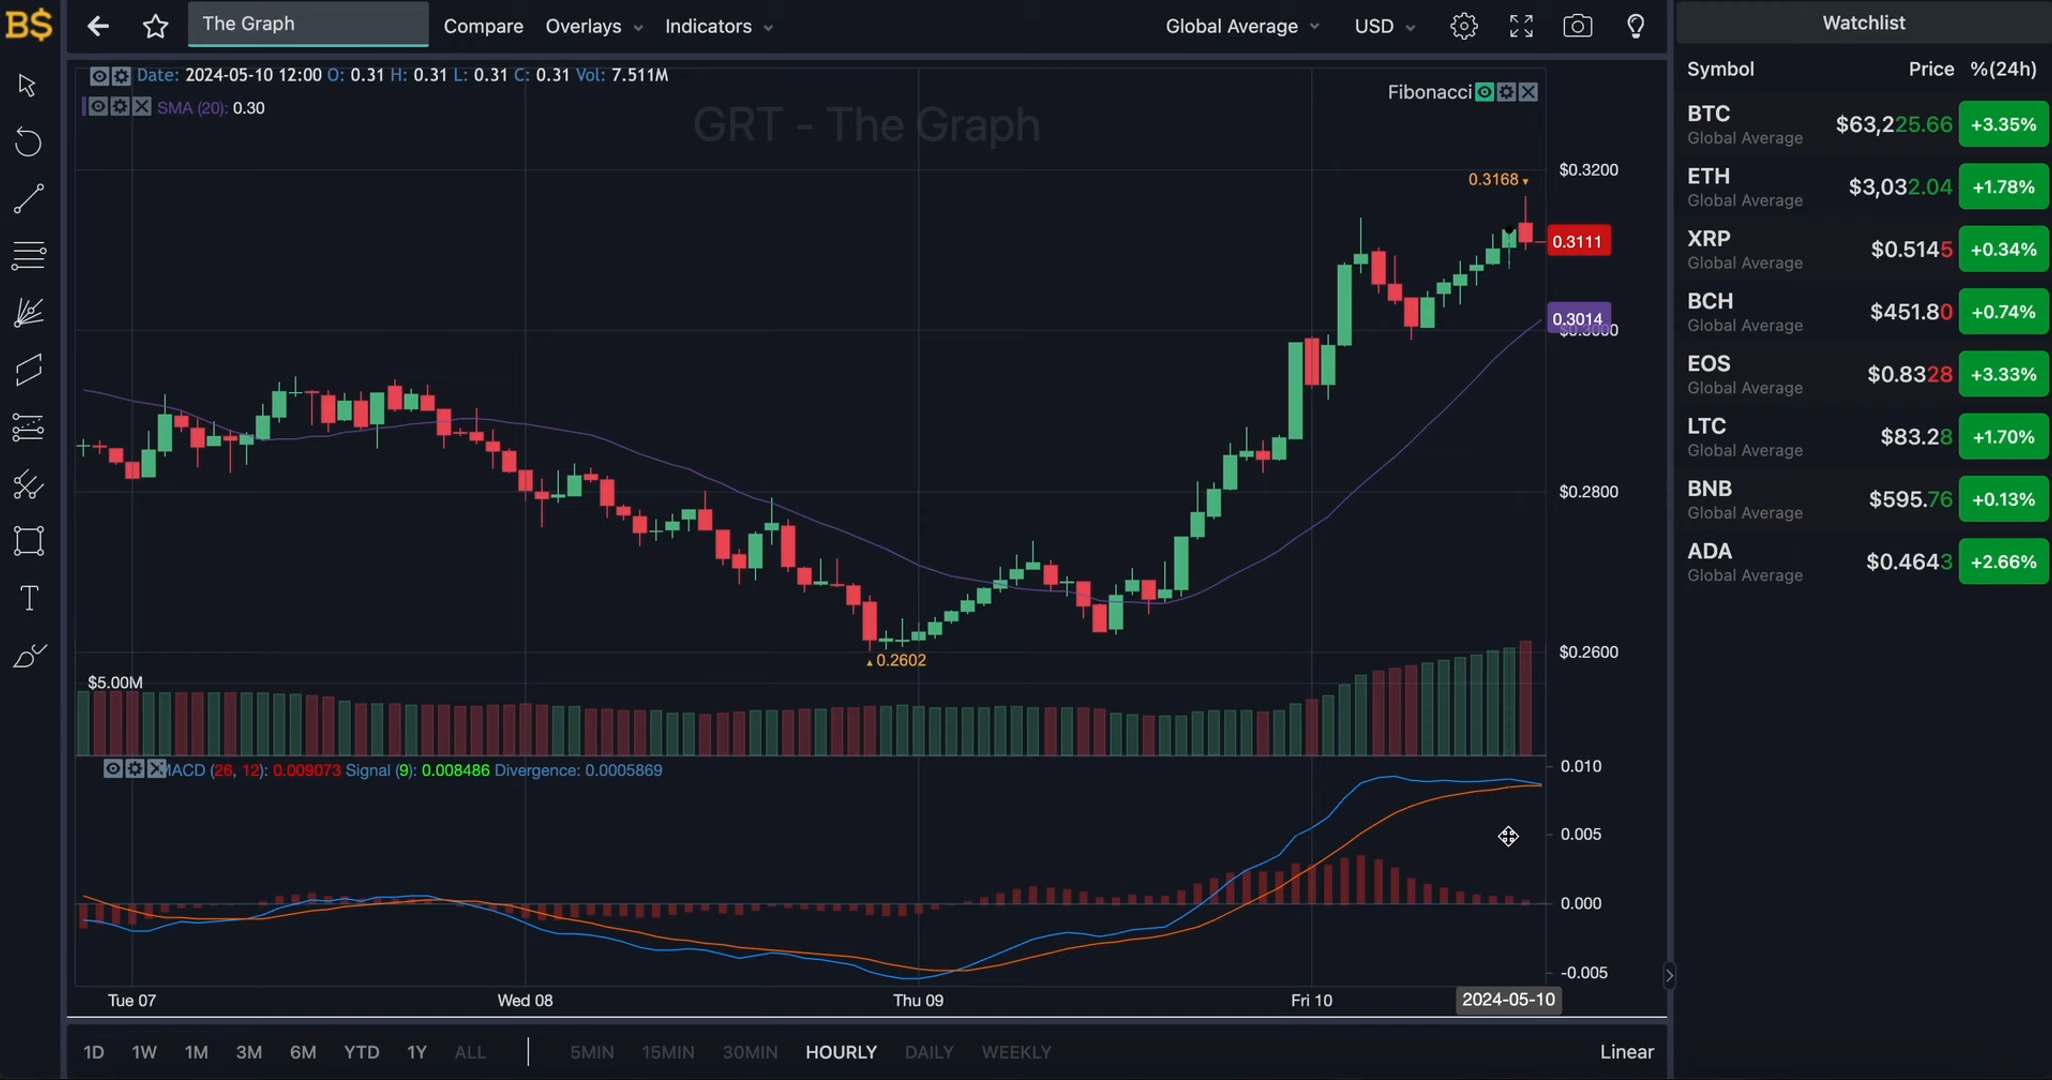 B$
The Graph
Compare
Overlays
Indicators
Global Average
USD
Watchlist
Date: 2024-05-10 12:00 O: 0.31 H: 0.31 L: 0.31 C: 0.31 Vol: 7.511M
SMA (20): 0.30
GRT - The Graph
Fibonacci
0.3168
$0.3200
0.3111
0.3014
$0.3000
$0.2800
$0.2600
0.2602
$5.00M
MACD (26, 12): 0.009073 Signal (9): 0.008486 Divergence: 0.0005869
0.010
0.005
0.000
-0.005
Tue 07
Wed 08
Thu 09
Fri 10
2024-05-10
1D 1W 1M 3M 6M YTD 1Y ALL
5MIN 15MIN 30MIN HOURLY DAILY WEEKLY
Linear
T
Symbol Price %(24h)
BTC $63,225.66 +3.35%
Global Average
ETH $3,032.04 +1.78%
Global Average
XRP $0.5145 +0.34%
Global Average
BCH $451.80 +0.74%
Global Average
EOS $0.8328 +3.33%
Global Average
LTC $83.28 +1.70%
Global Average
BNB $595.76 +0.13%
Global Average
ADA $0.4643 +2.66%
Global Average